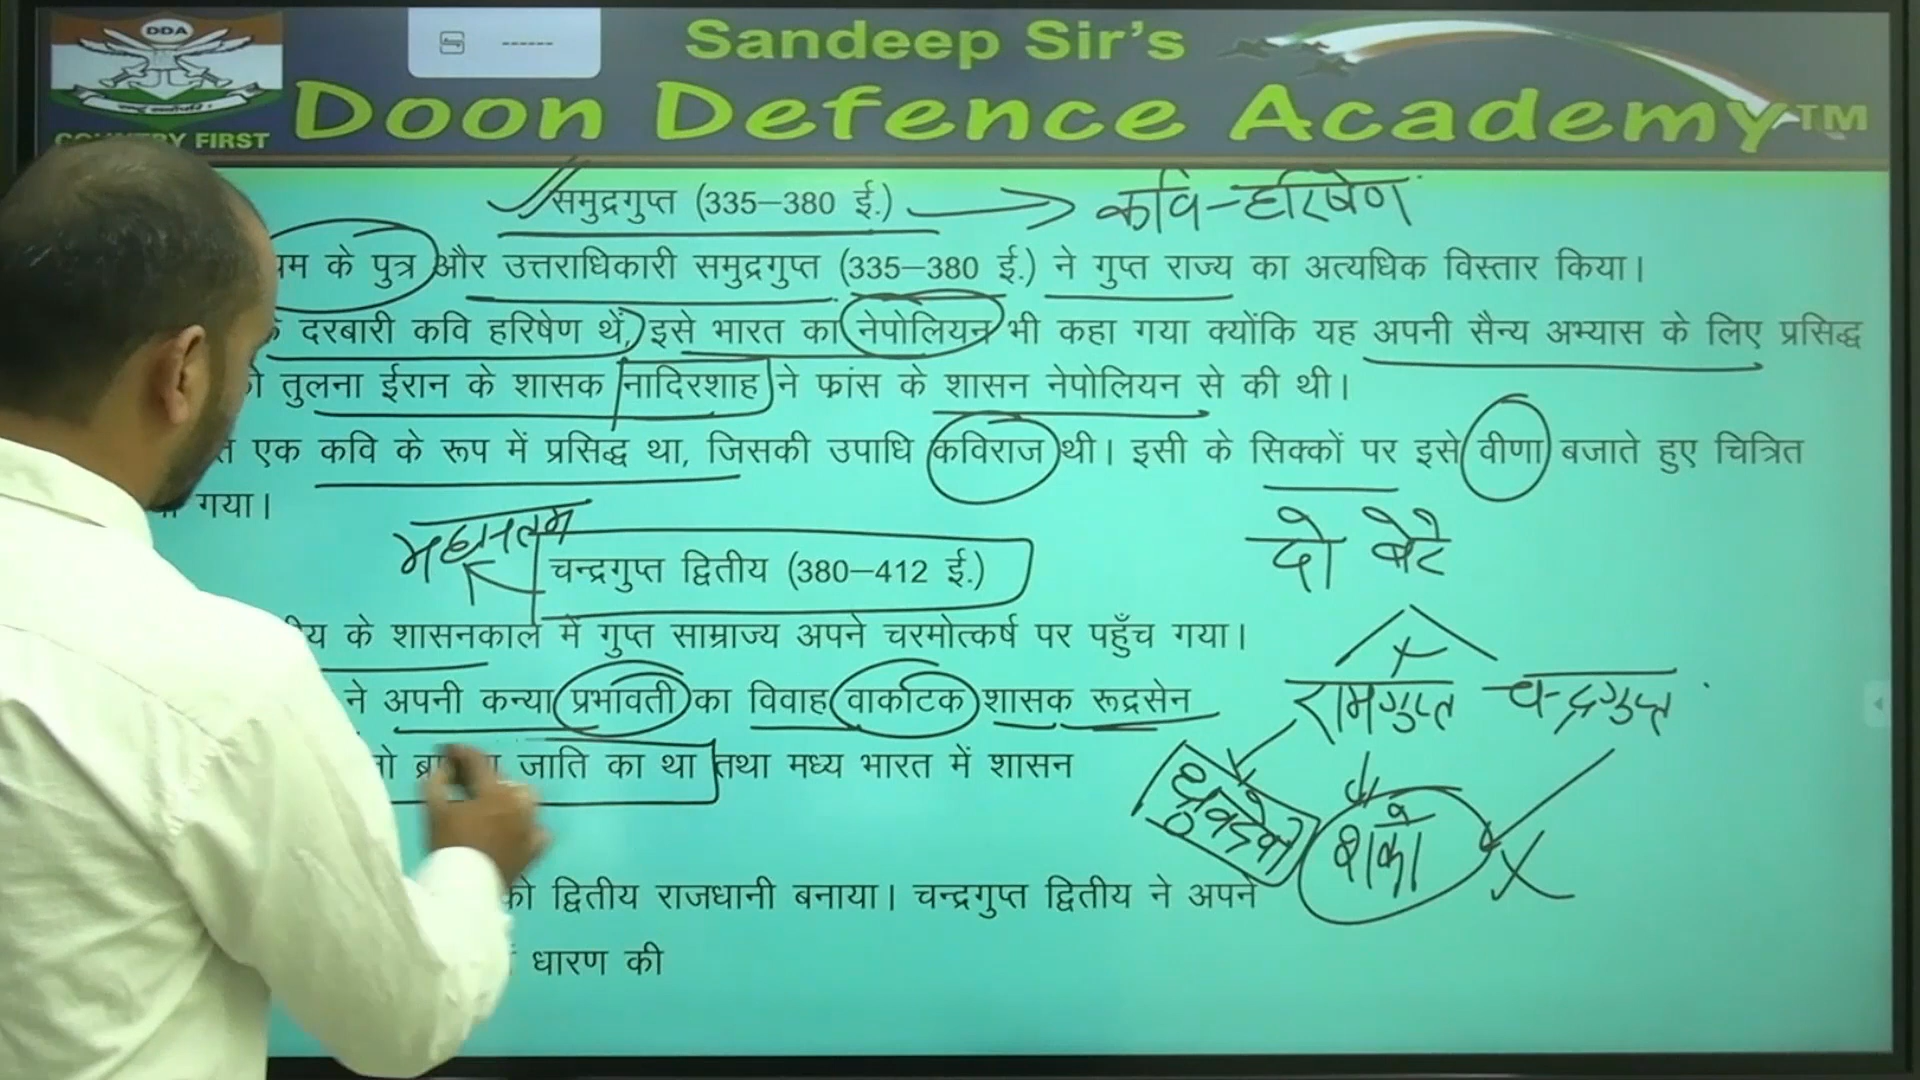 DDA
COUNTRY FIRST
Sandeep Sir's
Doon Defence Academy™
समुद्रगुप्त (335–380 ई.)
कवि-हरिषेण
के पुत्र और उत्तराधिकारी समुद्रगुप्त (335–380 ई.) ने गुप्त राज्य का अत्यधिक विस्तार किया।
दरबारी कवि हरिषेण थें, इसे भारत का नेपोलियन भी कहा गया क्योंकि यह अपनी सैन्य अभ्यास के लिए प्रसिद्ध
तुलना ईरान के शासक नादिरशाह ने फ्रांस के शासन नेपोलियन से की थी।
एक कवि के रूप में प्रसिद्ध था, जिसकी उपाधि कविराज थी। इसी के सिक्कों पर इसे वीणा बजाते हुए चित्रित
गया।
महानतम
चन्द्रगुप्त द्वितीय (380–412 ई.)
दो बेटे
के शासनकाल में गुप्त साम्राज्य अपने चरमोत्कर्ष पर पहुँच गया।
रामगुप्त चन्द्रगुप्त
ने अपनी कन्या प्रभावती का विवाह वाकाटक शासक रूद्रसेन
जाति का था तथा मध्य भारत में शासन
ध्रुवदेवी
शको
को द्वितीय राजधानी बनाया। चन्द्रगुप्त द्वितीय ने अपने
धारण की